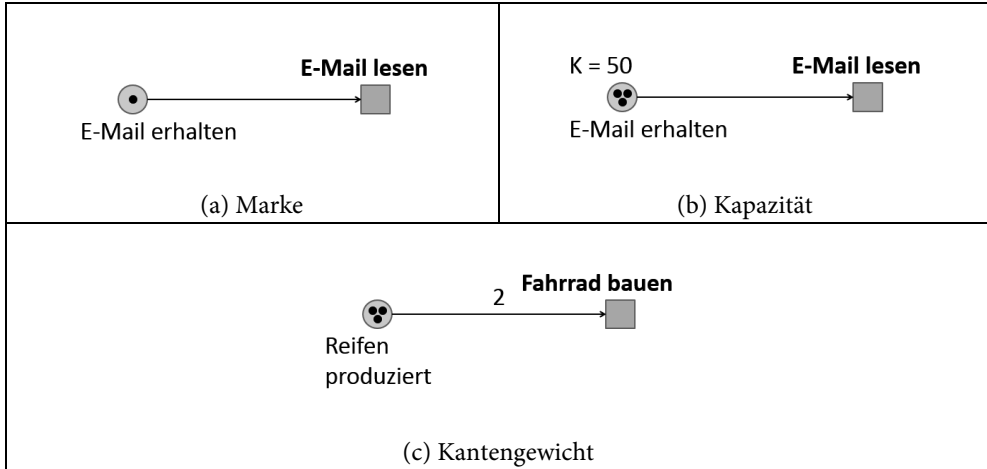 E-Mail lesen
E-Mail erhalten
(a) Marke
K = 50
E-Mail lesen
E-Mail erhalten
(b) Kapazität
Fahrrad bauen
2
Reifen
produziert
(c) Kantengewicht